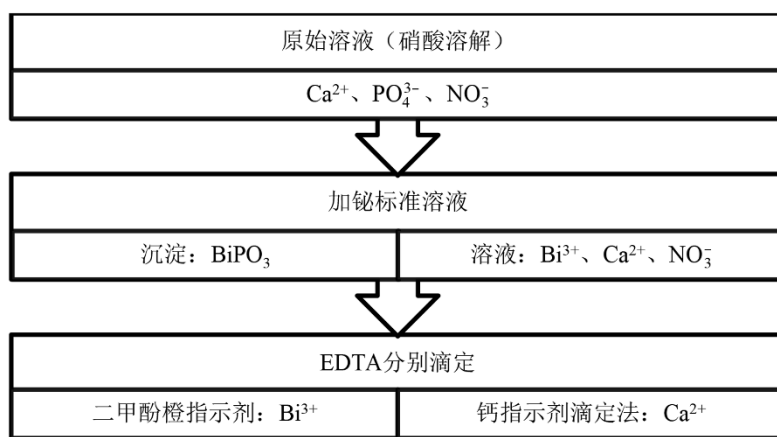 原始溶液（硝酸溶解）
Ca²⁺、PO₄³⁻、NO₃⁻
加铋标准溶液
沉淀：BiPO₃
溶液：Bi³⁺、Ca²⁺、NO₃⁻
EDTA分别滴定
二甲酚橙指示剂：Bi³⁺
钙指示剂滴定法：Ca²⁺